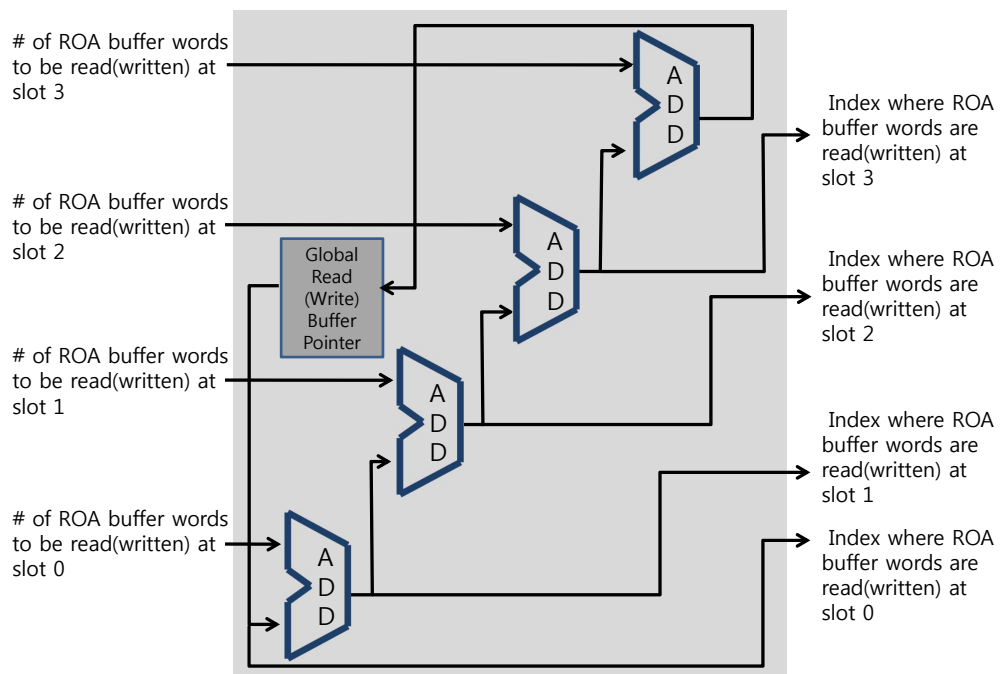 # of ROA buffer words
to be read(written) at
slot 3
# of ROA buffer words
to be read(written) at
slot 2
# of ROA buffer words
to be read(written) at
slot 1
# of ROA buffer words
to be read(written) at
slot 0
Global
Read
(Write)
Buffer
Pointer
A
D
D
A
D
D
A
D
D
A
D
D
Index where ROA
buffer words are
read(written) at
slot 3
Index where ROA
buffer words are
read(written) at
slot 2
Index where ROA
buffer words are
read(written) at
slot 1
Index where ROA
buffer words are
read(written) at
slot 0